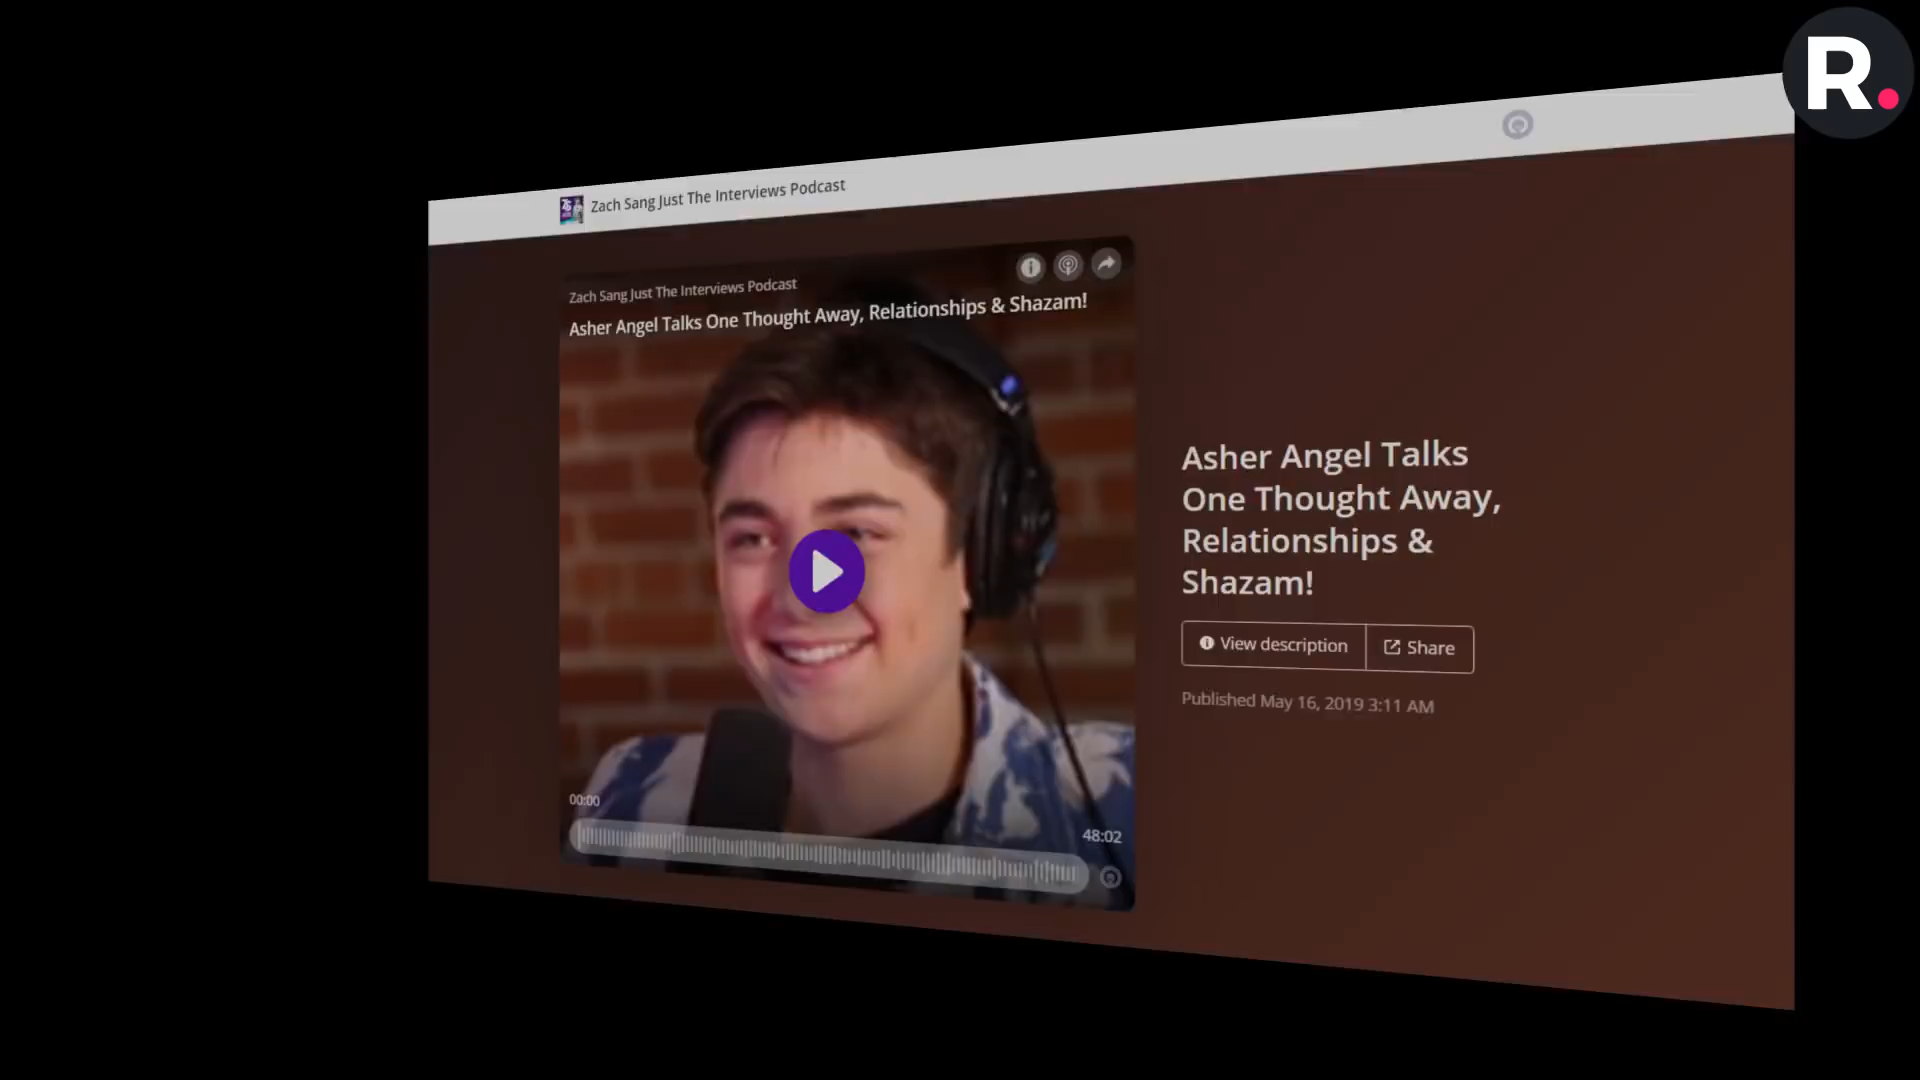 R.
Zach Sang Just The Interviews Podcast
Zach Sang Just The Interviews Podcast
Asher Angel Talks One Thought Away, Relationships & Shazam!
00:00
48:02
Asher Angel Talks
One Thought Away,
Relationships &
Shazam!
View description
Share
Published May 16, 2019 3:11 AM